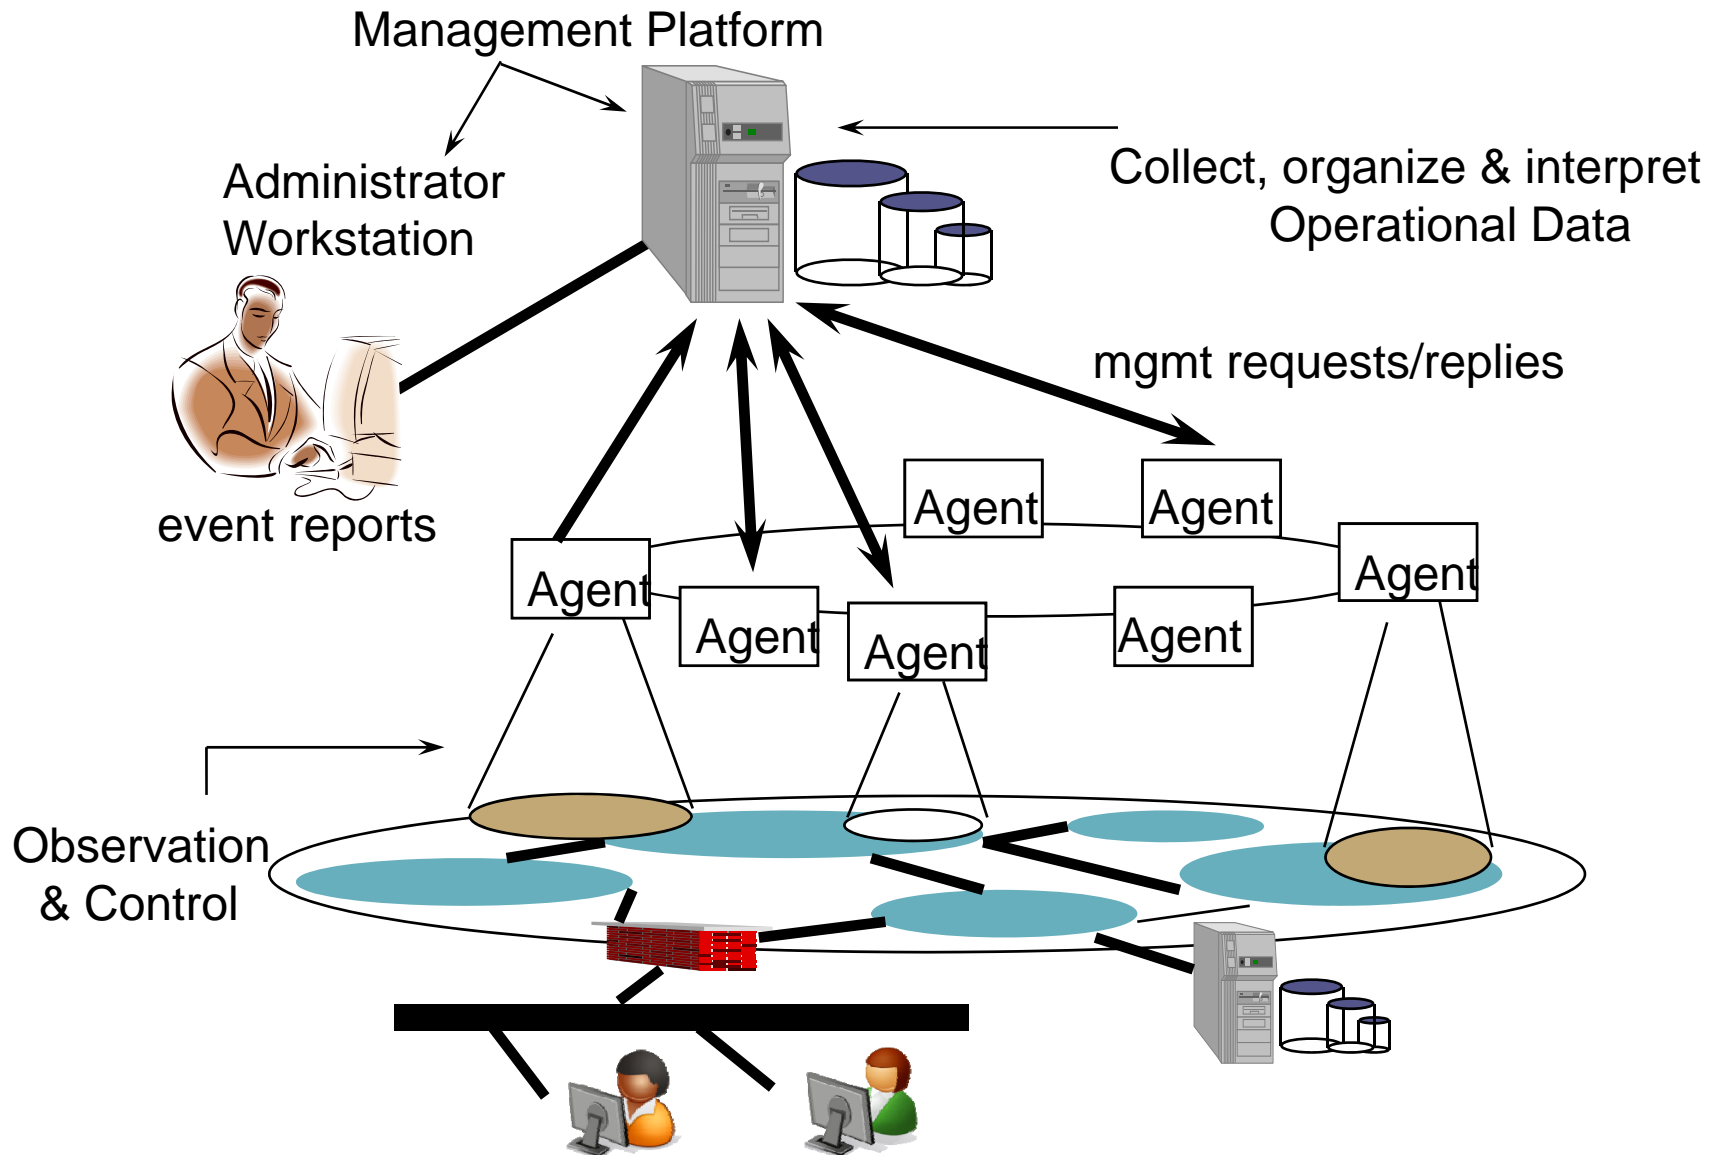 Management Platform
Administrator
Workstation
Collect, organize & interpret
Operational Data
mgmt requests/replies
event reports
Agent
Agent
Agent
Agent
Agent
Agent
Agent
Observation
& Control